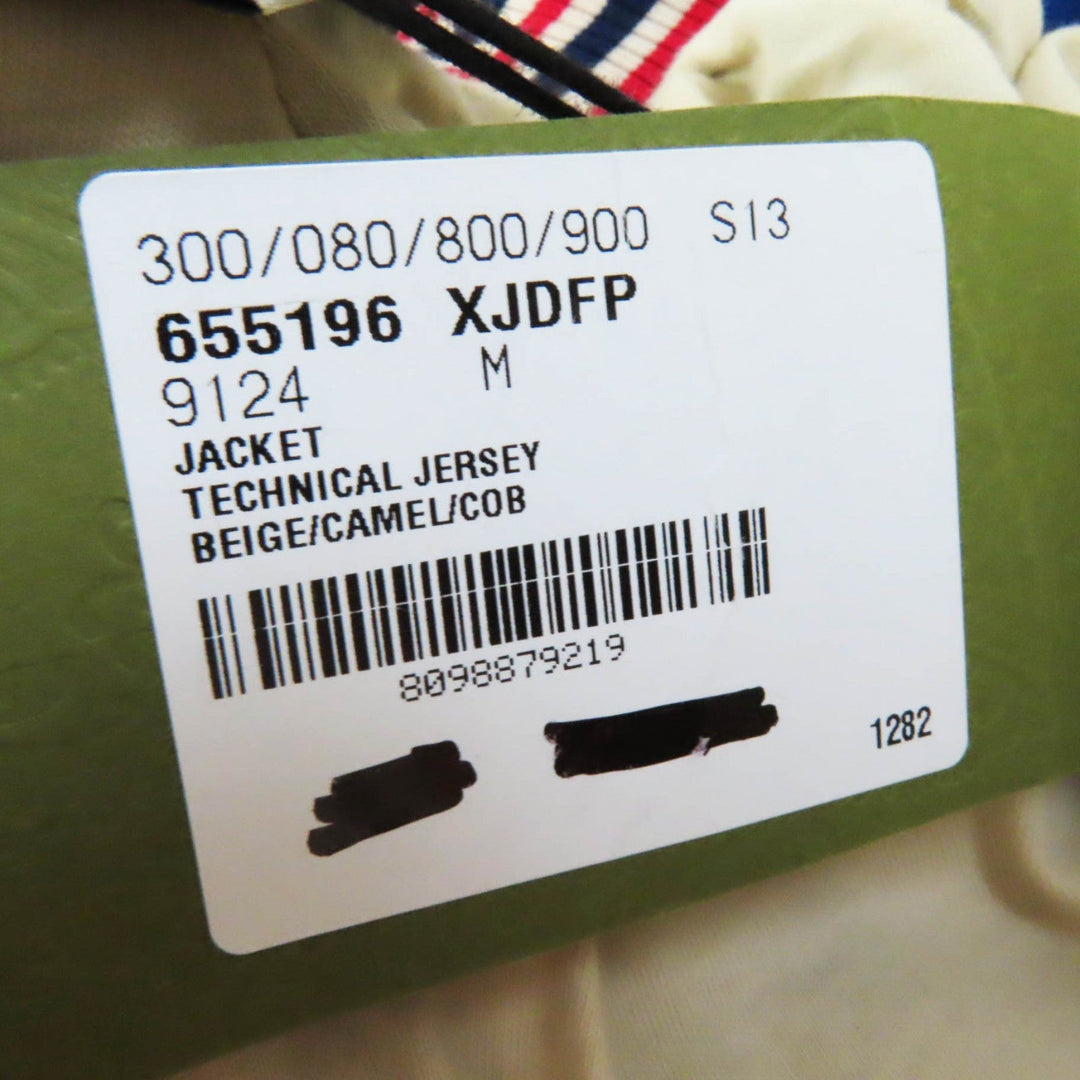 300/080/800/900 S13
655196 XJDFP
9124 M
JACKET
TECHNICAL JERSEY
BEIGE/CAMEL/COB
8098879219
1282